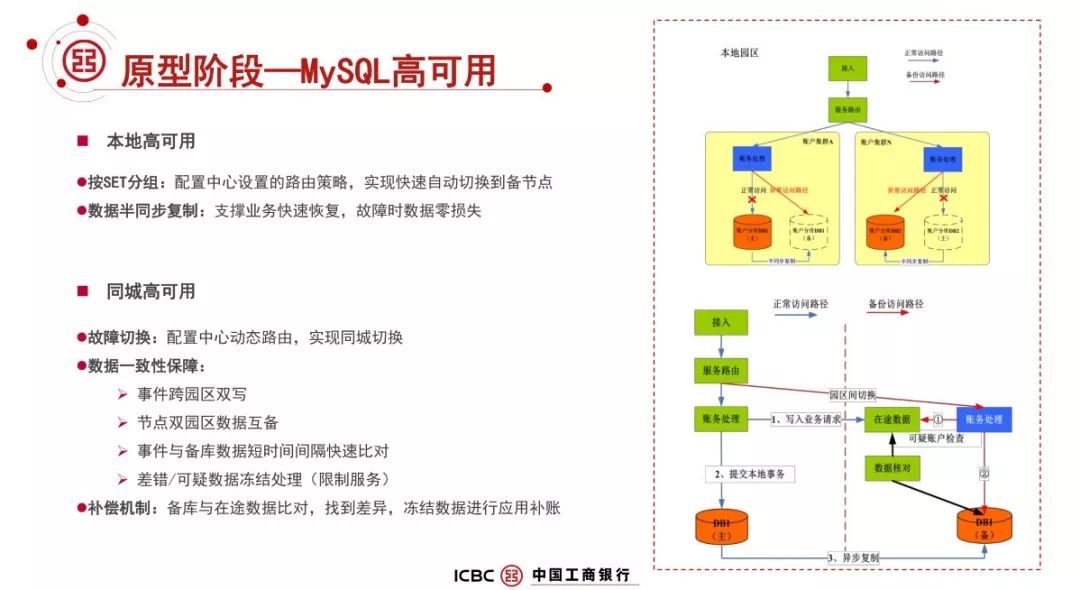 原型阶段—MySQL高可用
■ 本地高可用
●按SET分组：配置中心设置的路由策略，实现快速自动切换到备节点
●数据半同步复制：支撑业务快速恢复，故障时数据零损失
■ 同城高可用
●故障切换：配置中心动态路由，实现同城切换
●数据一致性保障：
➢ 事件跨园区双写
➢ 节点双园区数据互备
➢ 事件与备库数据短时间间隔快速比对
➢ 差错/可疑数据冻结处理（限制服务）
●补偿机制：备库与在途数据比对，找到差异，冻结数据进行应用补账
本地园区
正常访问路径
备份访问路径
接入
服务路由
账户集群A
账务处理
正常访问
异常访问路径
账户分库DB1
（主）
账户分库DB1
（备）
半同步复制
账户集群N
账务处理
异常访问路径
正常访问
账户分库DB2
（备）
账户分库DB2
（主）
半同步复制
正常访问路径
备份访问路径
接入
服务路由
园区间切换
账务处理
1、写入业务请求
在途数据
①
账务处理
可疑账户检查
数据核对
②
2、提交本地事务
DB1
（主）
DB1
（备）
3、异步复制
ICBC 中国工商银行